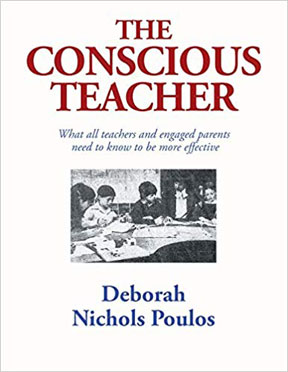 THE
CONSCIOUS
TEACHER
What all teachers and engaged parents
need to know to be more effective
Deborah
Nichols Poulos